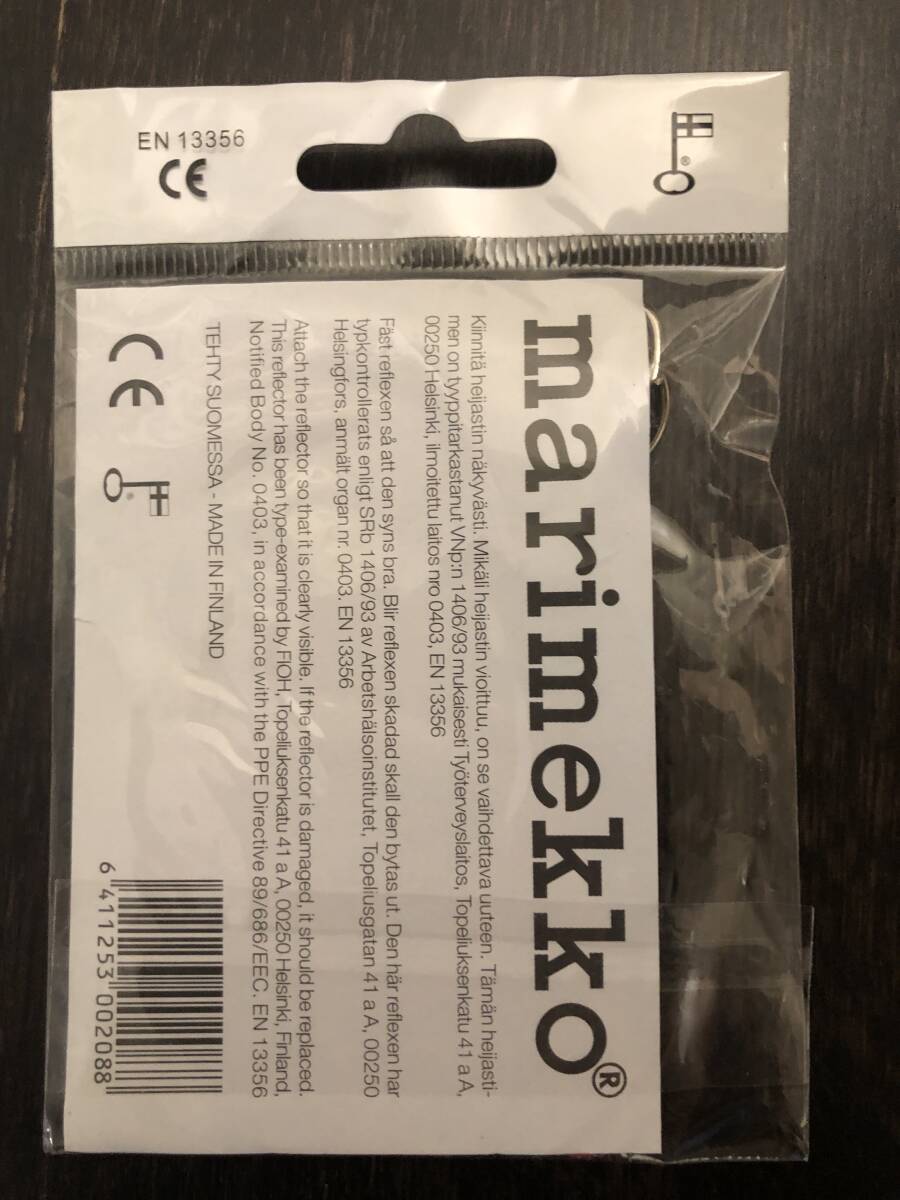 EN 13356
CE
®
marimekko®
Kiinnitä heijastin näkyvästi. Mikäli heijastin vioittuu, on se vaihdettava uuteen. Tämän heijasti-
men on tyyppitarkastanut VNp:n 1406/93 mukaisesti Työterveyslaitos, Topeliuksenkatu 41 a A,
00250 Helsinki, ilmoitettu laitos nro 0403, EN 13356
Fäst reflexen så att den syns bra. Blir reflexen skadad skall den bytas ut. Den här reflexen har
typkontrollerats enligt SRb 1406/93 av Arbetshälsoinstitutet, Topeliusgatan 41 a A, 00250
Helsingfors, anmält organ nr. 0403. EN 13356
Attach the reflector so that it is clearly visible. If the reflector is damaged, it should be replaced.
This reflector has been type-examined by FIOH, Topeliuksenkatu 41 a A, 00250 Helsinki, Finland,
Notified Body No. 0403, in accordance with the PPE Directive 89/686/EEC. EN 13356
TEHTY SUOMESSA - MADE IN FINLAND
CE
®
6 411253 002088